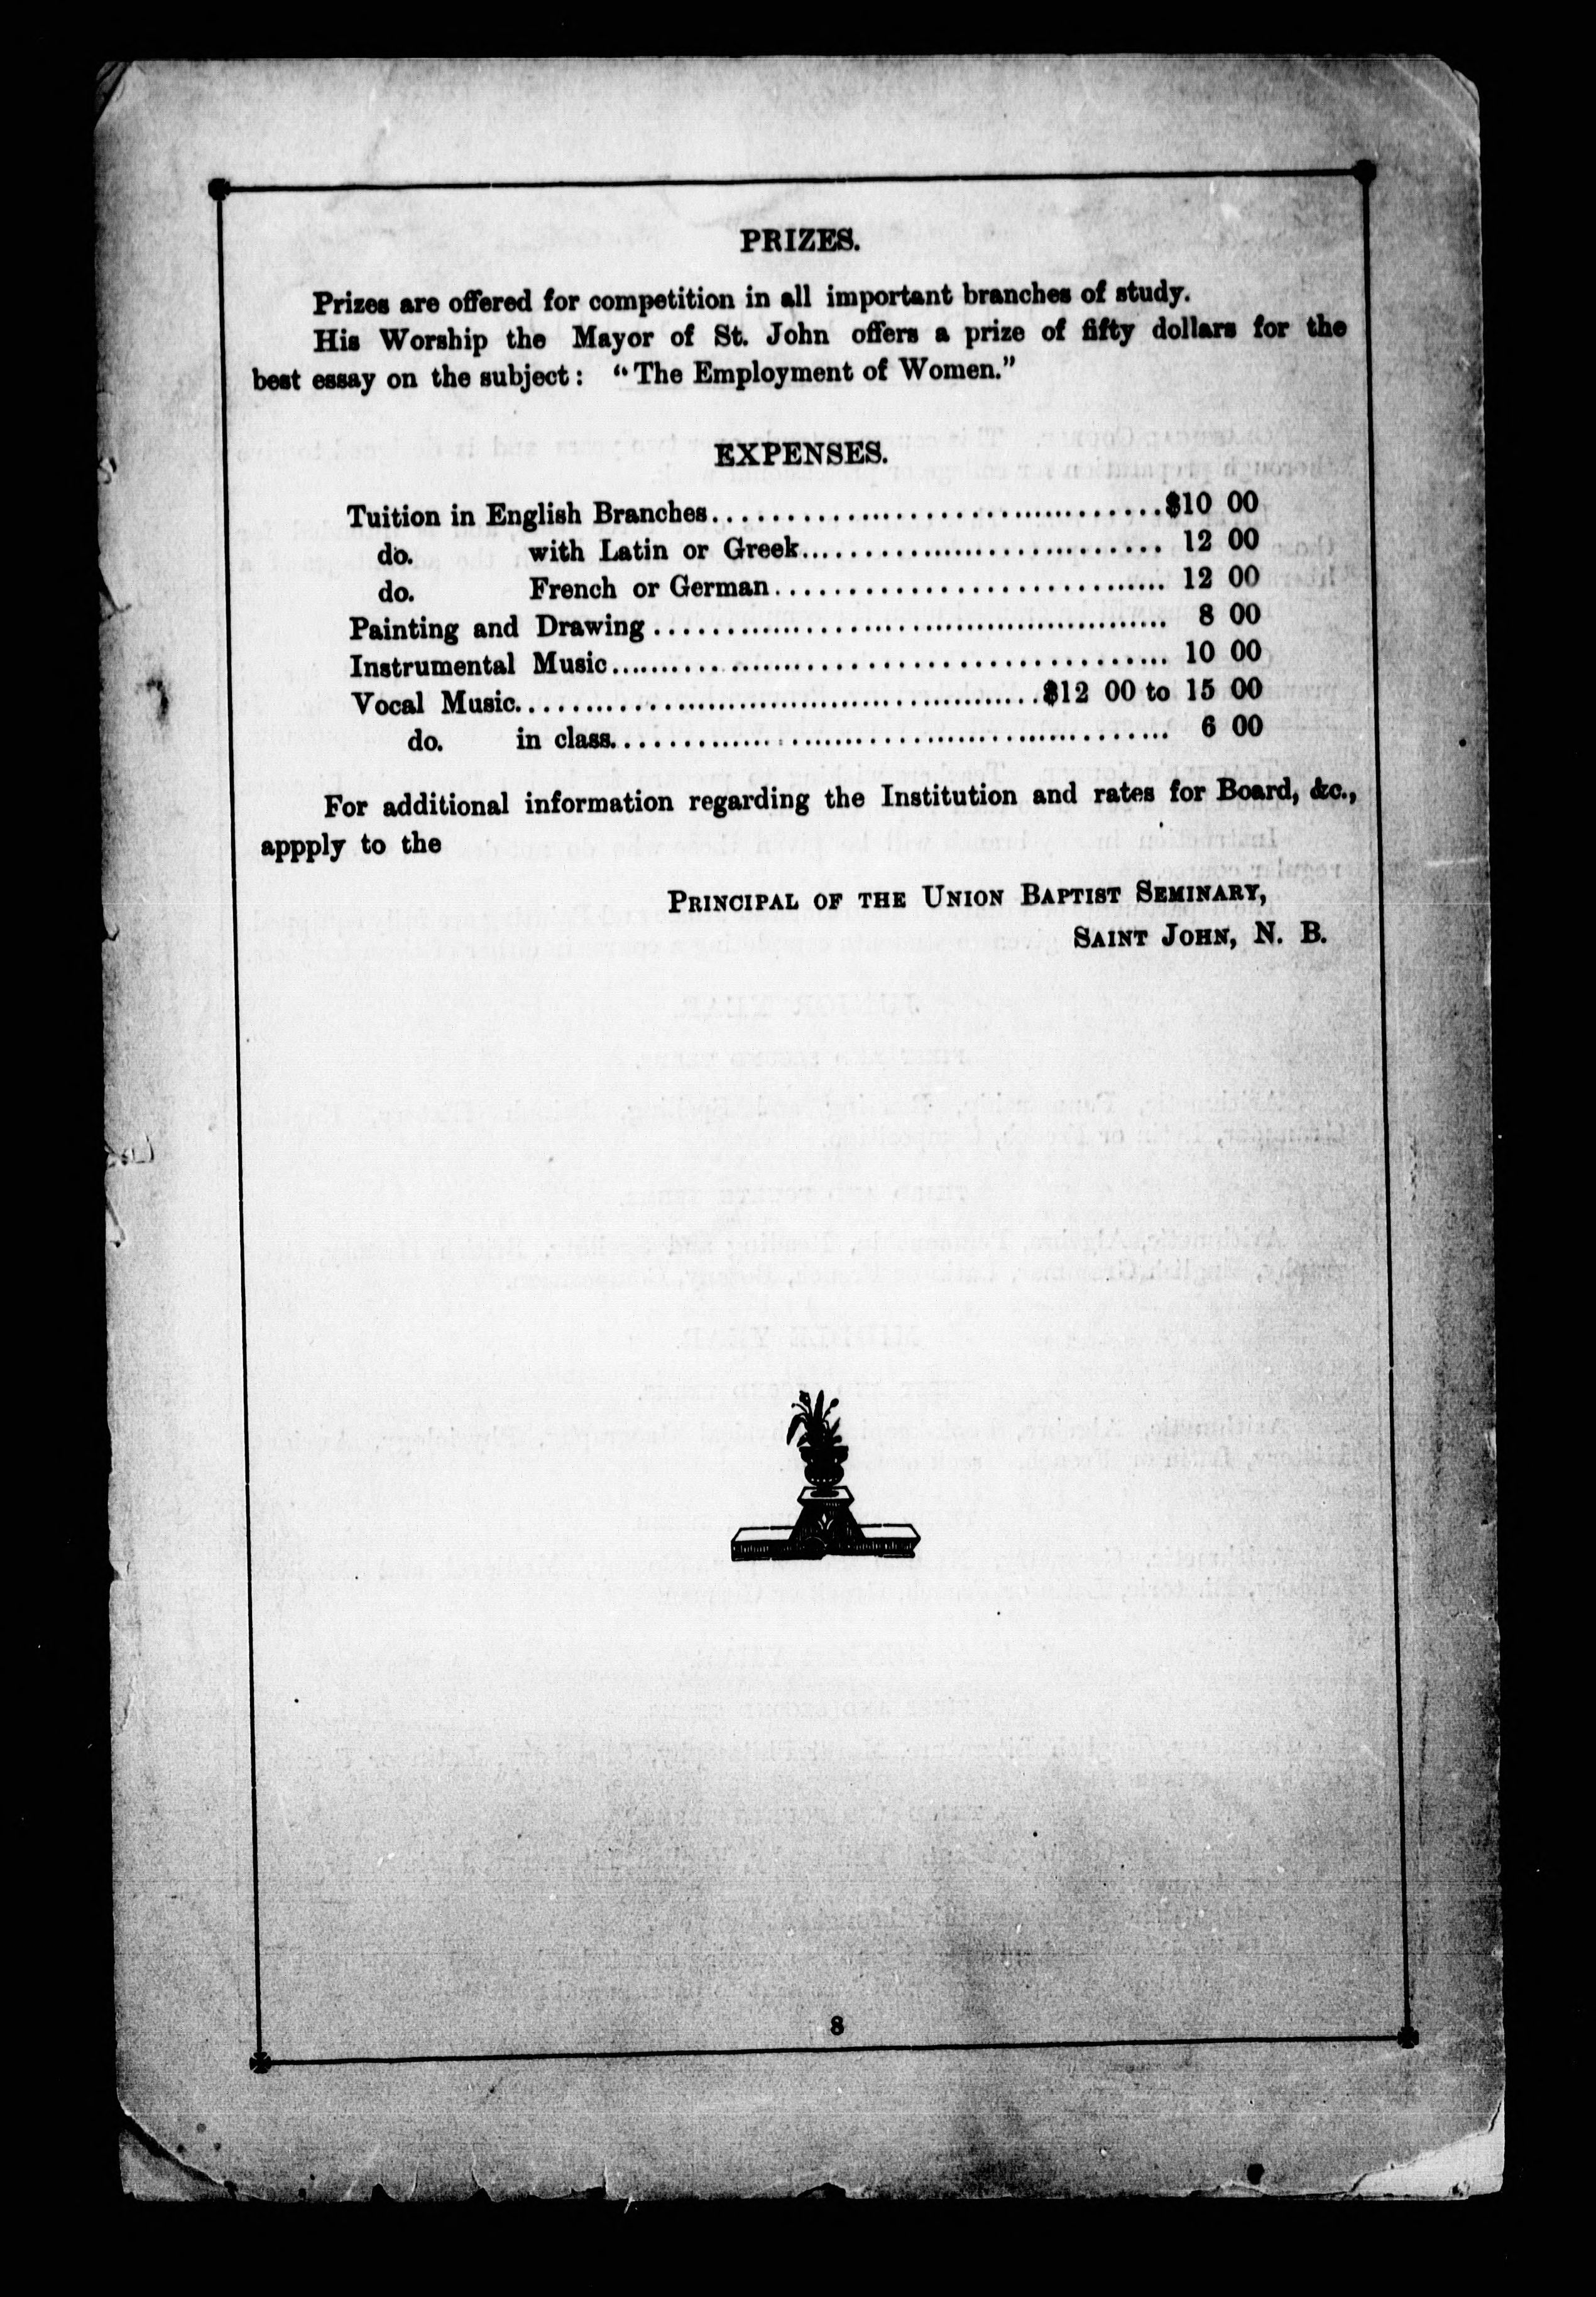 PRIZES.
Prizes are offered for competition in all important branches of study.
His Worship the Mayor of St. John offers a prize of fifty dollars for the
best essay on the subject: "The Employment of Women."
EXPENSES.
Tuition in English Branches........................................$10 00
do. with Latin or Greek................................ 12 00
do. French or German.................................. 12 00
Painting and Drawing............................................. 8 00
Instrumental Music................................................ 10 00
Vocal Music.............................................$12 00 to 15 00
do. in class.................................................. 6 00
For additional information regarding the Institution and rates for Board, &c.,
appply to the
PRINCIPAL OF THE UNION BAPTIST SEMINARY,
SAINT JOHN, N. B.
8